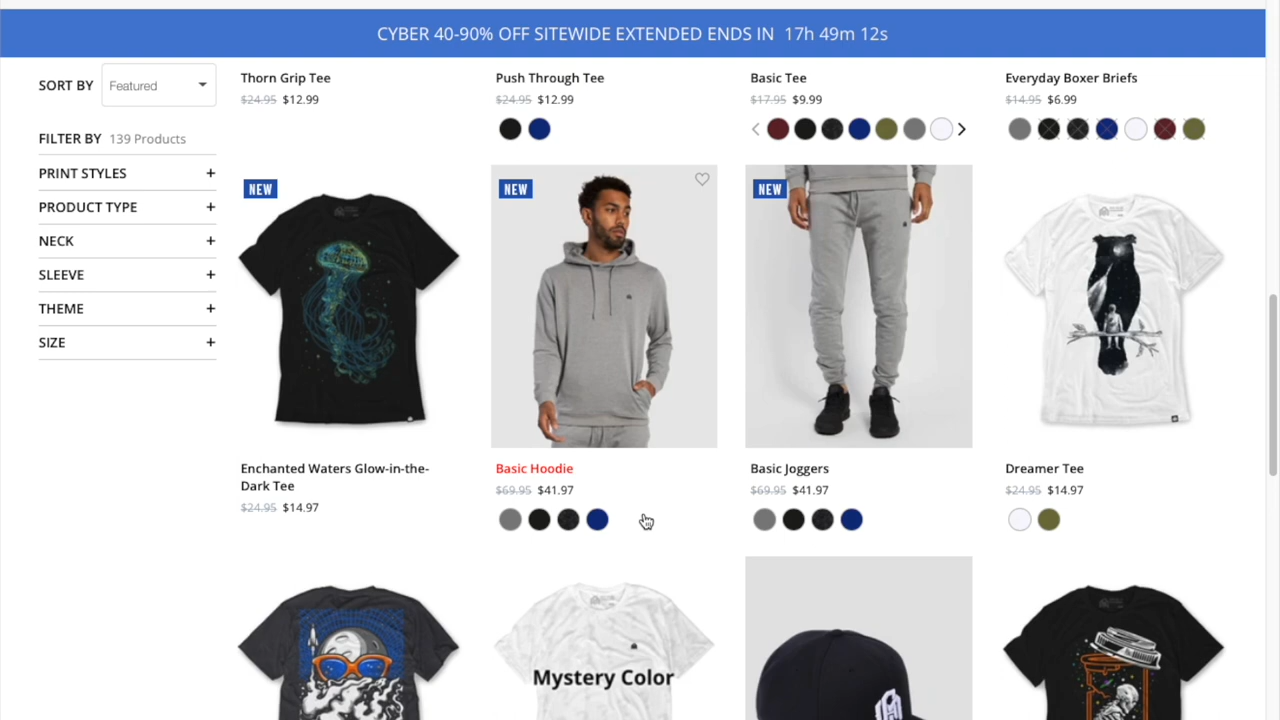 CYBER 40-90% OFF SITEWIDE EXTENDED ENDS IN 17h 49m 12s
SORT BY
Featured
FILTER BY 139 Products
PRINT STYLES +
PRODUCT TYPE +
NECK +
SLEEVE +
THEME +
SIZE +
Thorn Grip Tee
$24.95 $12.99
Push Through Tee
$24.95 $12.99
Basic Tee
$17.95 $9.99
Everyday Boxer Briefs
$14.95 $6.99
NEW
Enchanted Waters Glow-in-the-
Dark Tee
$24.95 $14.97
NEW
Basic Hoodie
$69.95 $41.97
NEW
Basic Joggers
$69.95 $41.97
Dreamer Tee
$24.95 $14.97
Mystery Color